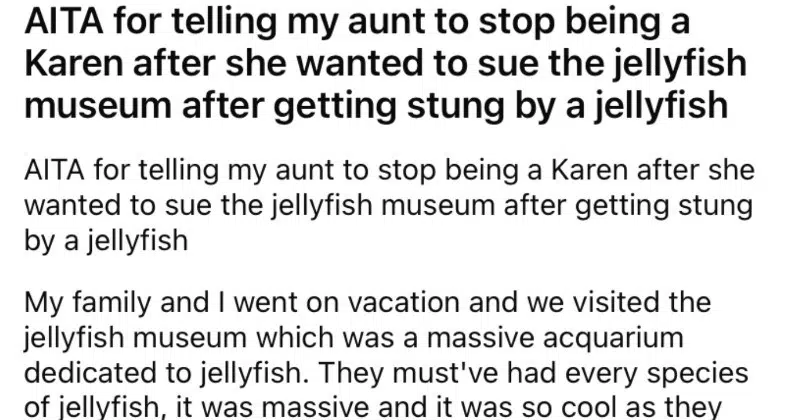 AITA for telling my aunt to stop being a
Karen after she wanted to sue the jellyfish
museum after getting stung by a jellyfish
AITA for telling my aunt to stop being a Karen after she
wanted to sue the jellyfish museum after getting stung
by a jellyfish
My family and I went on vacation and we visited the
jellyfish museum which was a massive acquarium
dedicated to jellyfish. They must've had every species
of jellyfish, it was massive and it was so cool as they